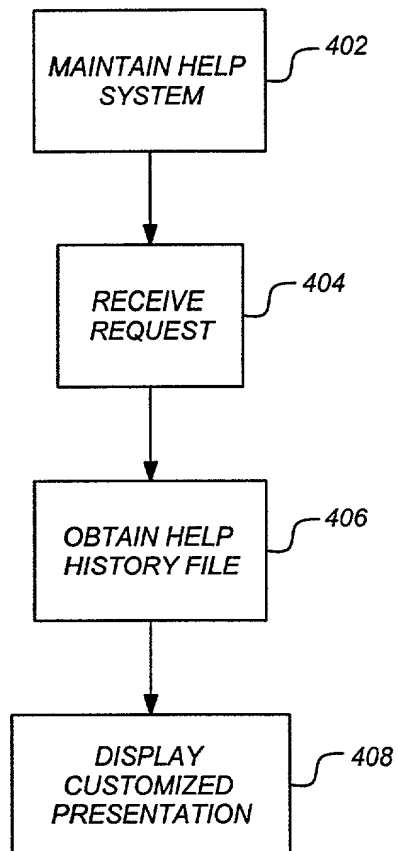 MAINTAIN HELP
SYSTEM
402
RECEIVE
REQUEST
404
OBTAIN HELP
HISTORY FILE
406
DISPLAY
CUSTOMIZED
PRESENTATION
408